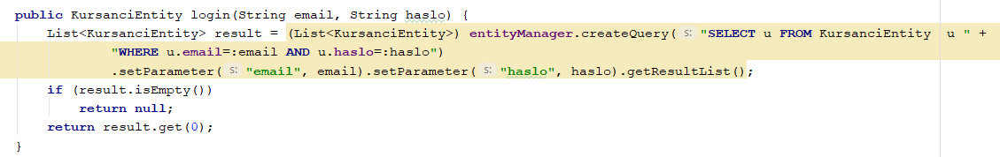 public KursanciEntity login(String email, String haslo) {
    List<KursanciEntity> result = (List<KursanciEntity>) entityManager.createQuery( s: "SELECT u FROM KursanciEntity  u " +
            "WHERE u.email=:email AND u.haslo=:haslo")
            .setParameter( s: "email", email).setParameter( s: "haslo", haslo).getResultList();
    if (result.isEmpty())
        return null;
    return result.get(0);
}